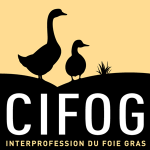 CIFOG
INTERPROFESSION DU FOIE GRAS